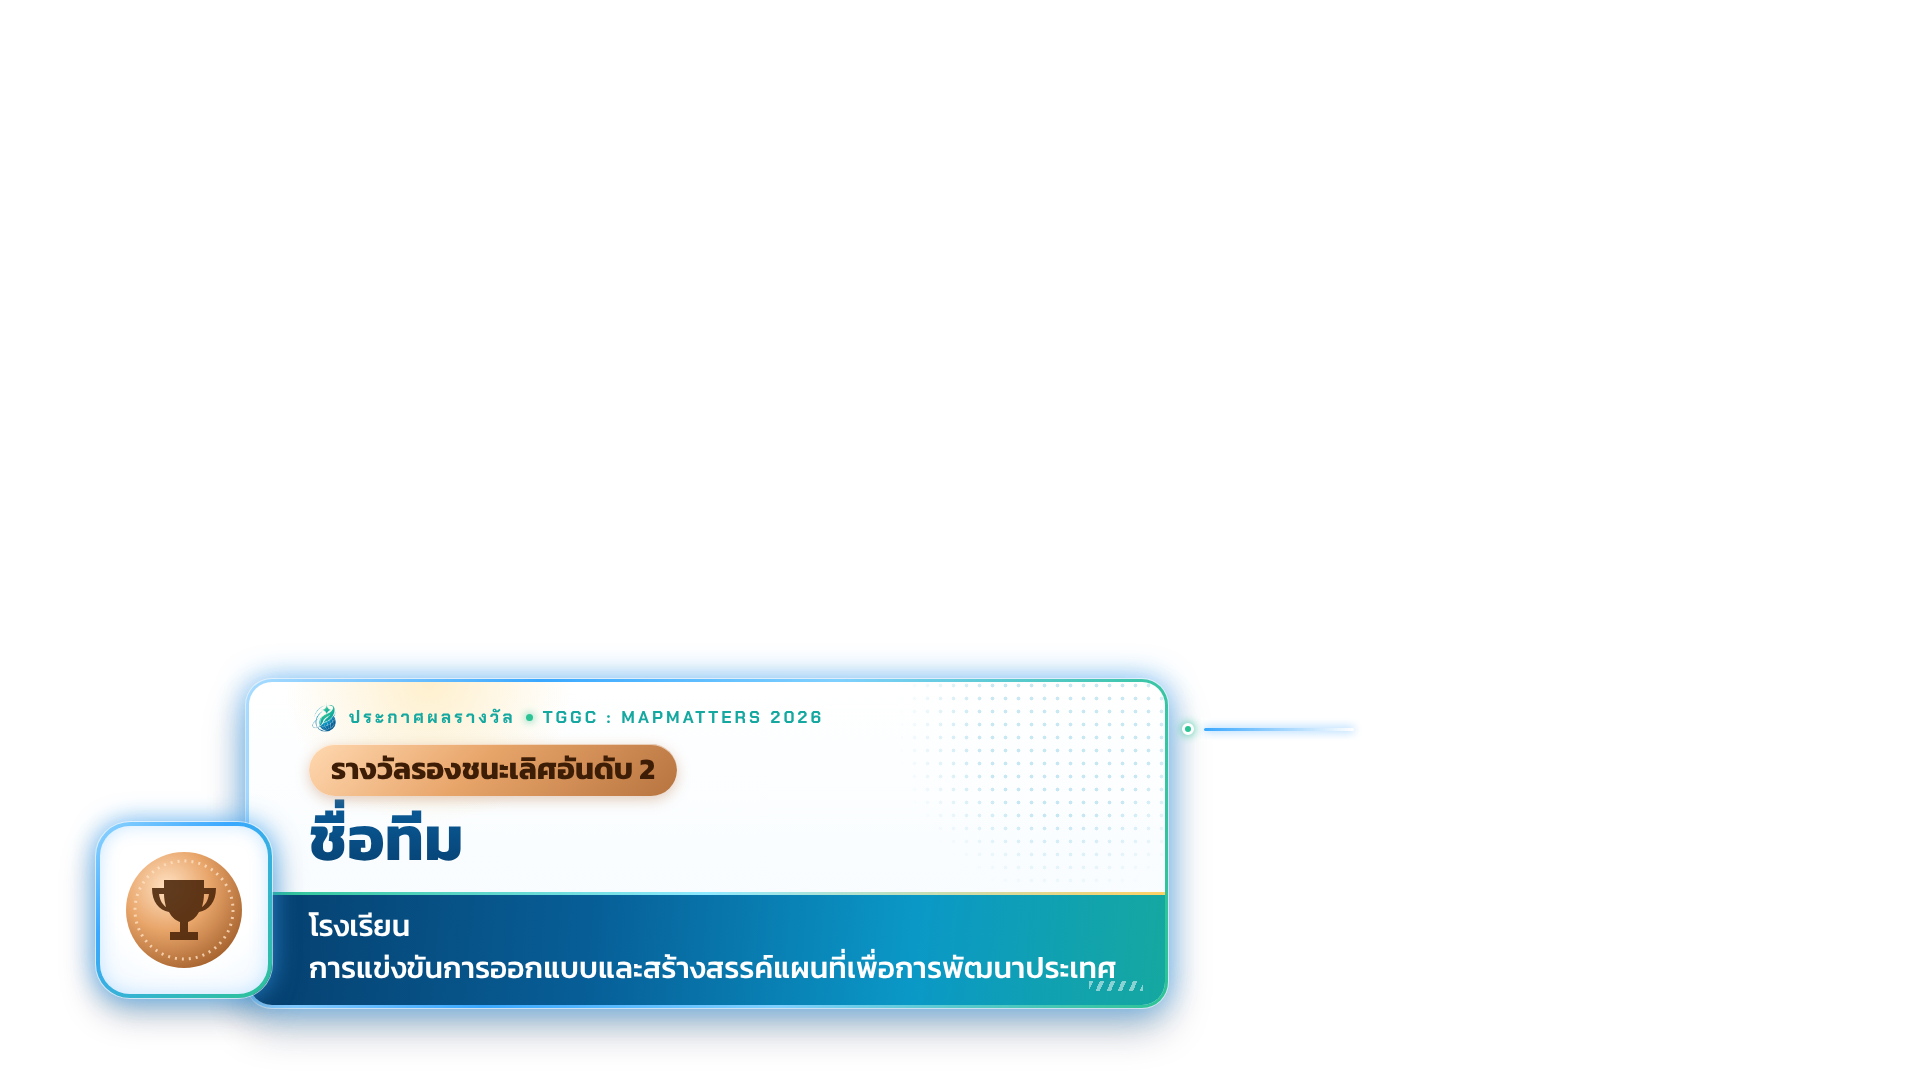 ประกาศผลรางวัล • TGGC : MAPMATTERS 2026
รางวัลรองชนะเลิศอันดับ 2
ชื่อทีม
โรงเรียน
การแข่งขันการออกแบบและสร้างสรรค์แผนที่เพื่อการพัฒนาประเทศ